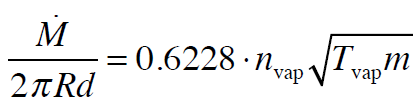 Ṁ / 2πRd = 0.6228 · n_vap √(T_vap m)